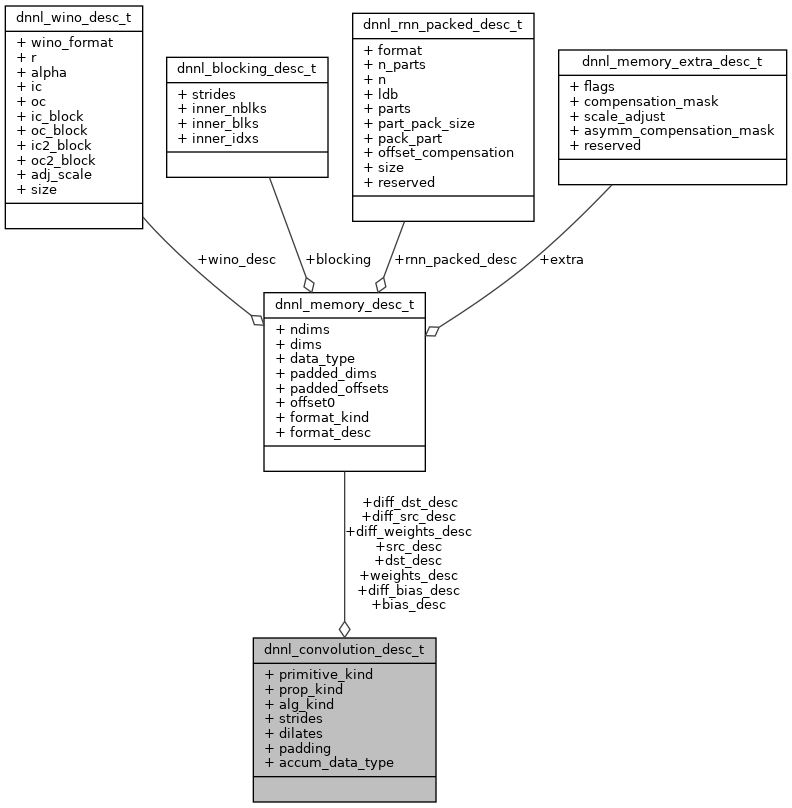 dnnl_wino_desc_t
+ wino_format
+ r
+ alpha
+ ic
+ oc
+ ic_block
+ oc_block
+ ic2_block
+ oc2_block
+ adj_scale
+ size
dnnl_blocking_desc_t
+ strides
+ inner_nblks
+ inner_blks
+ inner_idxs
dnnl_rnn_packed_desc_t
+ format
+ n_parts
+ n
+ ldb
+ parts
+ part_pack_size
+ pack_part
+ offset_compensation
+ size
+ reserved
dnnl_memory_extra_desc_t
+ flags
+ compensation_mask
+ scale_adjust
+ asymm_compensation_mask
+ reserved
+wino_desc
+blocking
+rnn_packed_desc
+extra
dnnl_memory_desc_t
+ ndims
+ dims
+ data_type
+ padded_dims
+ padded_offsets
+ offset0
+ format_kind
+ format_desc
+diff_dst_desc
+diff_src_desc
+diff_weights_desc
+src_desc
+dst_desc
+weights_desc
+diff_bias_desc
+bias_desc
dnnl_convolution_desc_t
+ primitive_kind
+ prop_kind
+ alg_kind
+ strides
+ dilates
+ padding
+ accum_data_type